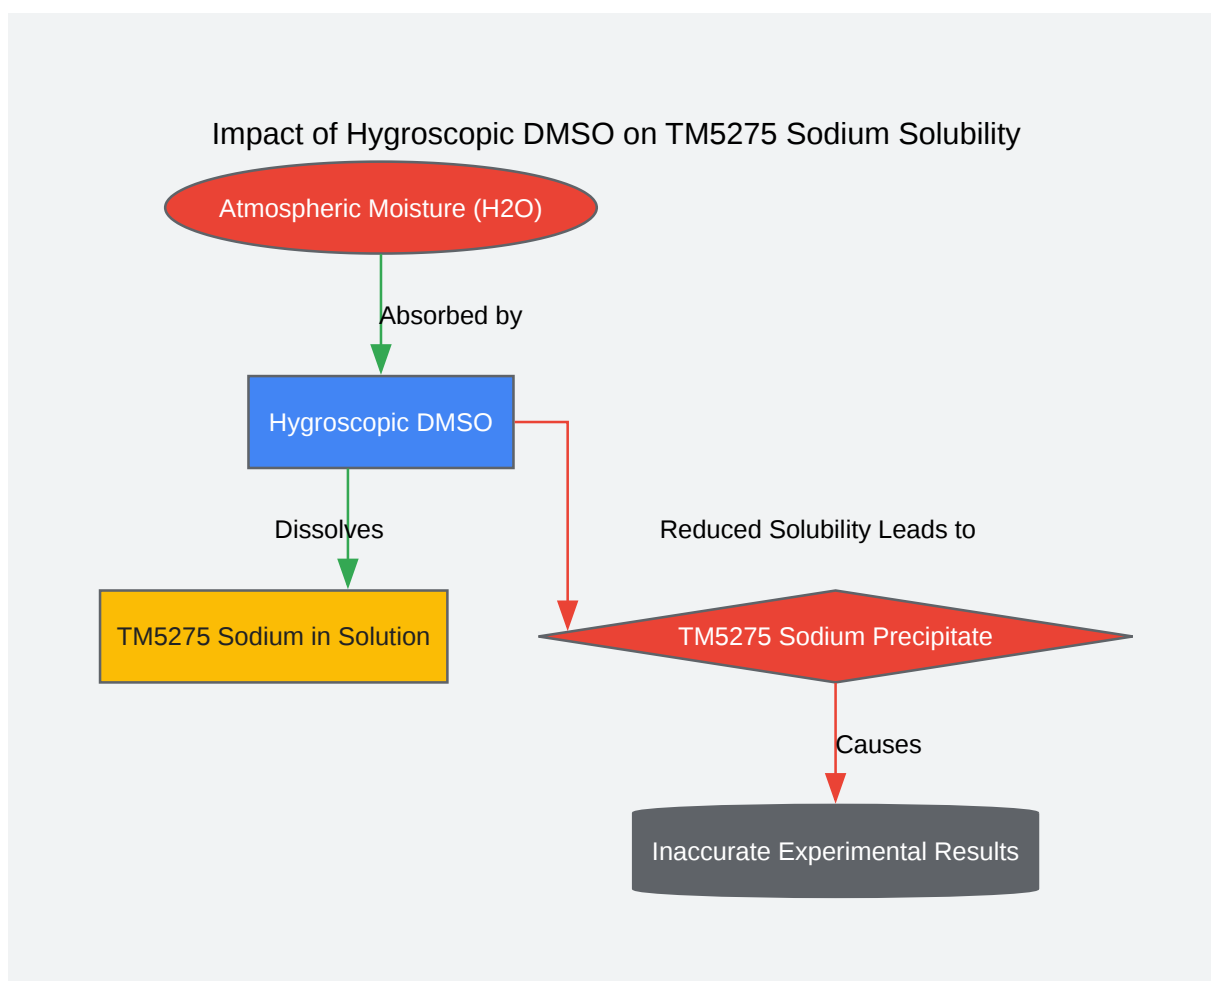 Impact of Hygroscopic DMSO on TM5275 Sodium Solubility
Atmospheric Moisture (H2O)
Absorbed by
Hygroscopic DMSO
Dissolves
Reduced Solubility Leads to
TM5275 Sodium in Solution
TM5275 Sodium Precipitate
Causes
Inaccurate Experimental Results